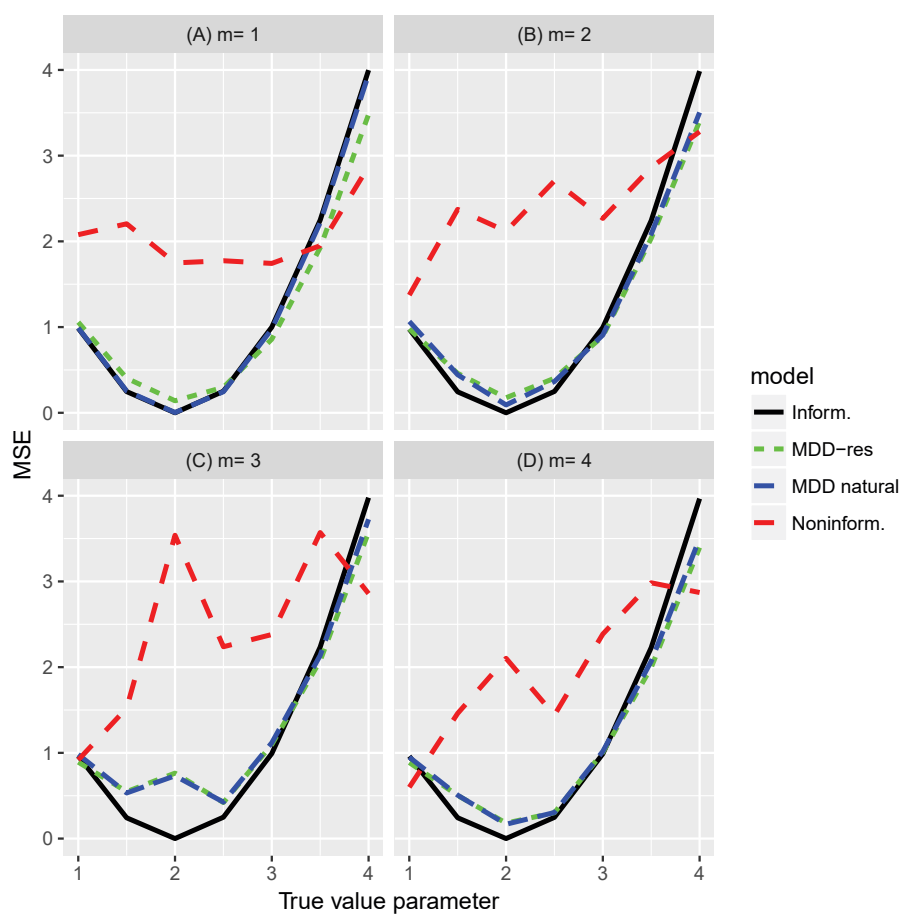 (A) m= 1
(B) m= 2
4
3
2
1
0
MSE
(C) m= 3
(D) m= 4
4
3
2
1
0
1
2
3
4
1
2
3
4
True value parameter
model
Inform.
MDD−res
MDD natural
Noninform.